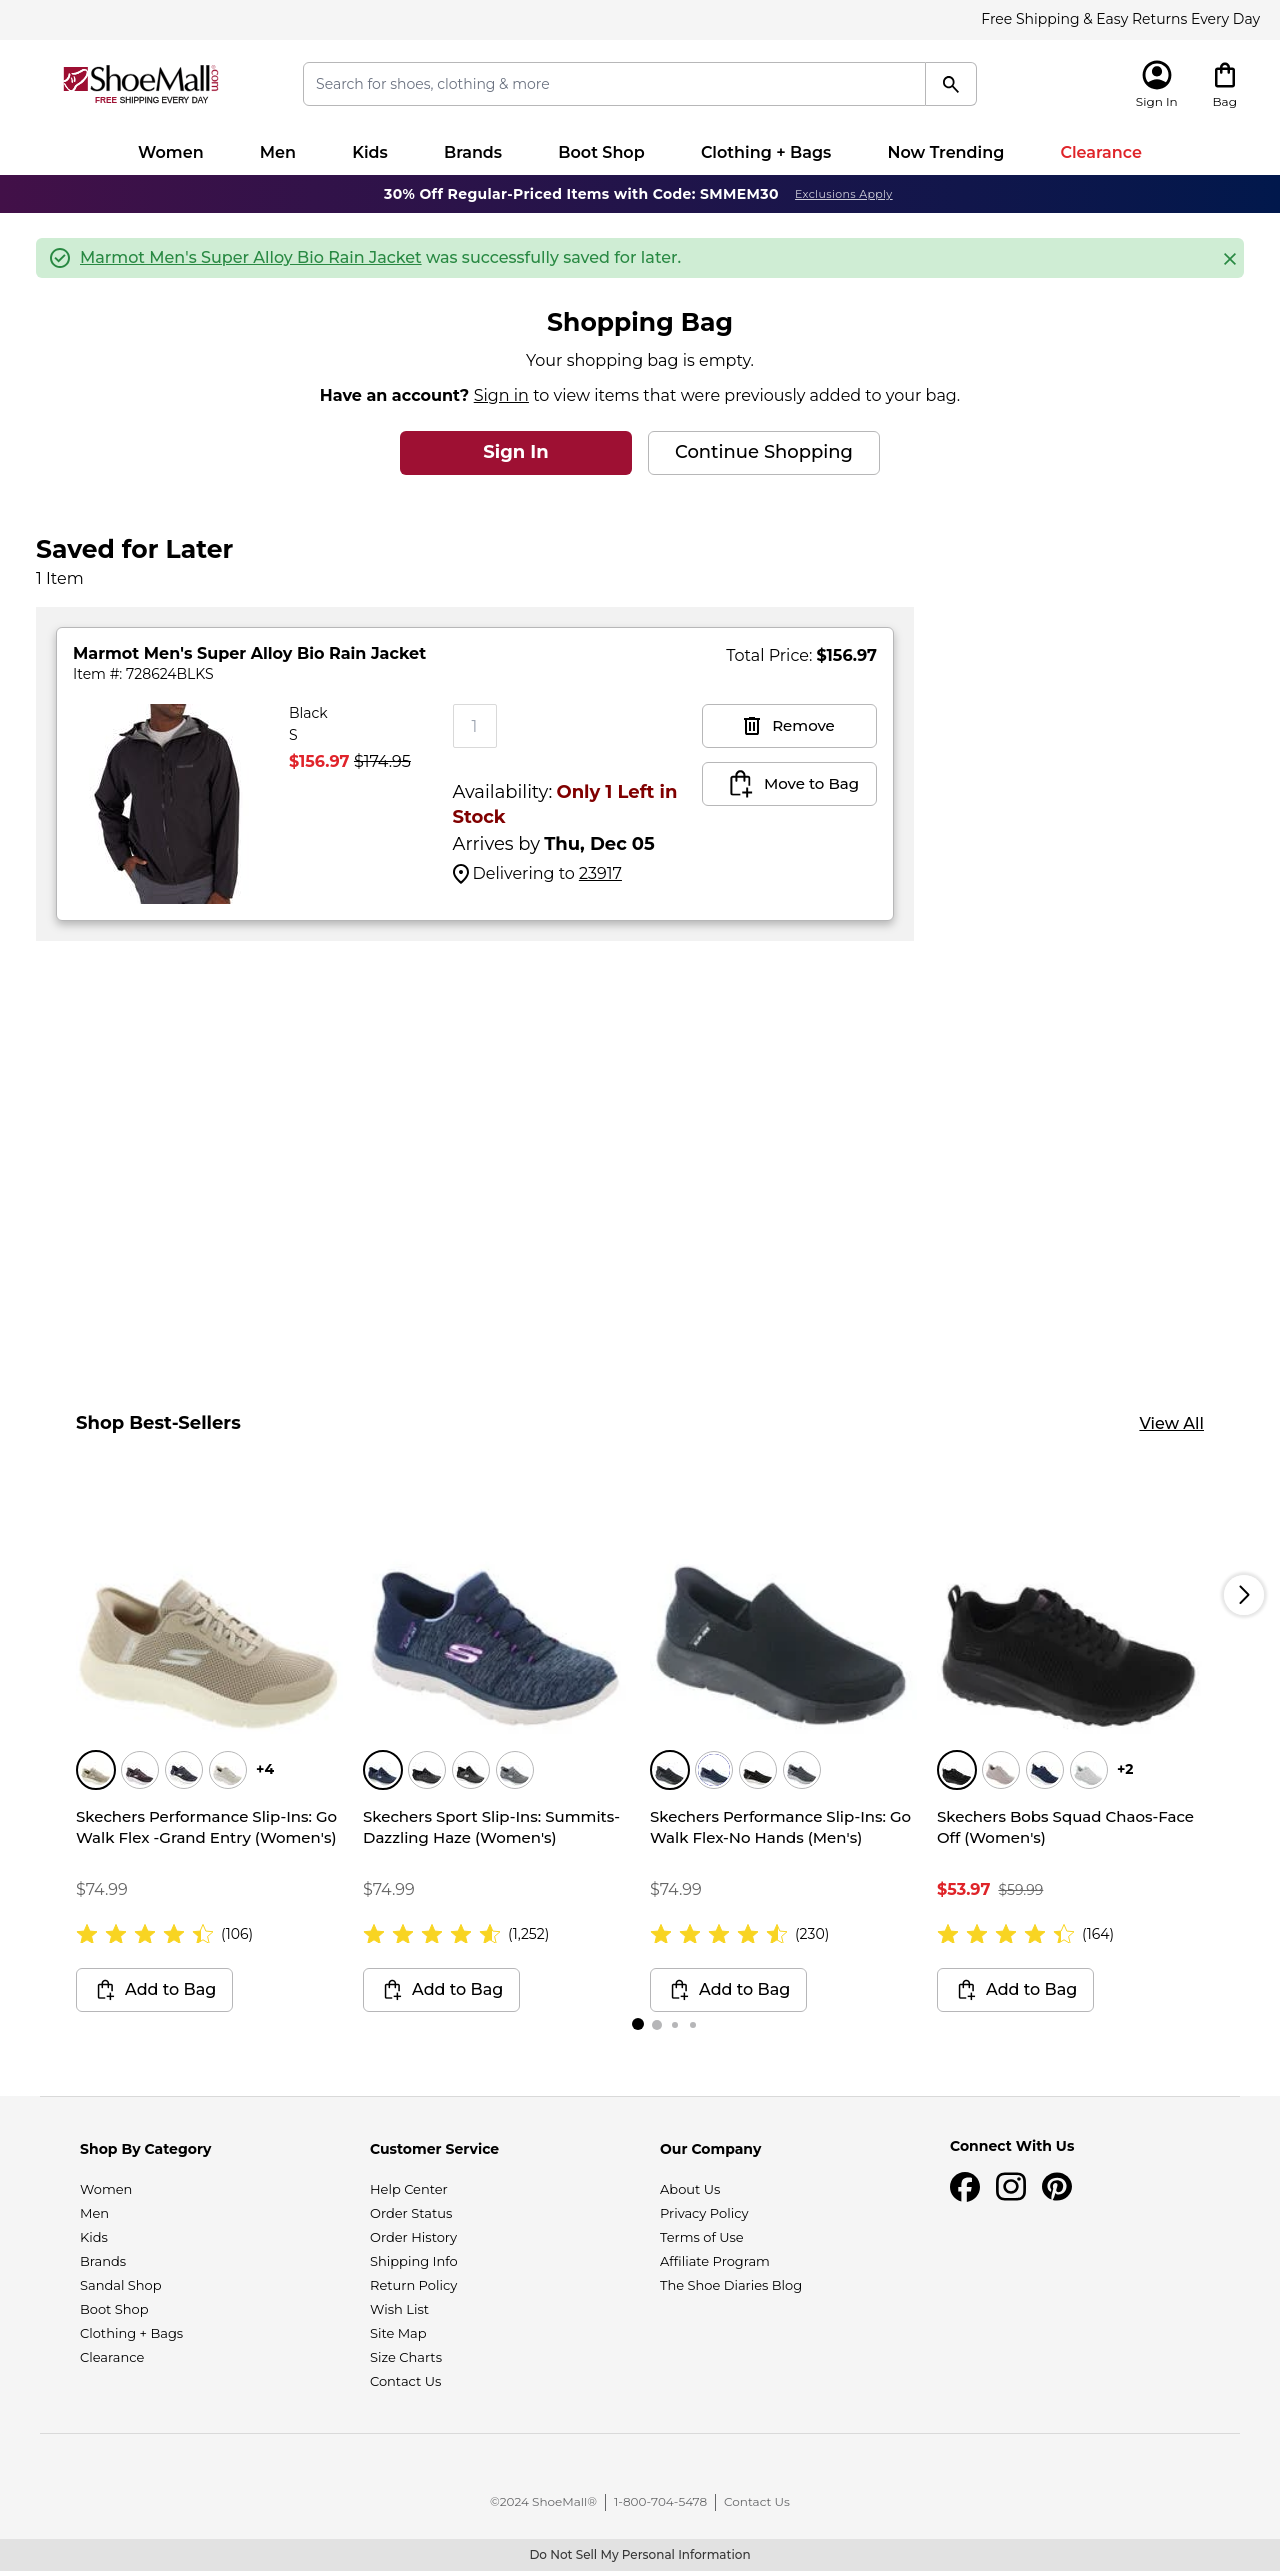 Free Shipping & Easy Returns Every Day
ShoeMall®.com
FREE SHIPPING EVERY DAY
Search for shoes, clothing & more
Sign In
Bag
Women
Men
Kids
Brands
Boot Shop
Clothing + Bags
Now Trending
Clearance
30% Off Regular-Priced Items with Code: SMMEM30
Exclusions Apply
Marmot Men's Super Alloy Bio Rain Jacket was successfully saved for later.
Shopping Bag
Your shopping bag is empty.
Have an account? Sign in to view items that were previously added to your bag.
Sign In
Continue Shopping
Saved for Later
1 Item
Marmot Men's Super Alloy Bio Rain Jacket
Item #: 728624BLKS
Total Price: $156.97
Black
S
$156.97 $174.95
1
Availability: Only 1 Left in
Stock
Arrives by Thu, Dec 05
Delivering to 23917
Remove
Move to Bag
Shop Best-Sellers
View All
+4
Skechers Performance Slip-Ins: Go
Walk Flex -Grand Entry (Women's)
$74.99
(106)
Add to Bag
Skechers Sport Slip-Ins: Summits-
Dazzling Haze (Women's)
$74.99
(1,252)
Add to Bag
Skechers Performance Slip-Ins: Go
Walk Flex-No Hands (Men's)
$74.99
(230)
Add to Bag
+2
Skechers Bobs Squad Chaos-Face
Off (Women's)
$53.97 $59.99
(164)
Add to Bag
Shop By Category
Women
Men
Kids
Brands
Sandal Shop
Boot Shop
Clothing + Bags
Clearance
Customer Service
Help Center
Order Status
Order History
Shipping Info
Return Policy
Wish List
Site Map
Size Charts
Contact Us
Our Company
About Us
Privacy Policy
Terms of Use
Affiliate Program
The Shoe Diaries Blog
Connect With Us
©2024 ShoeMall®
1-800-704-5478
Contact Us
Do Not Sell My Personal Information